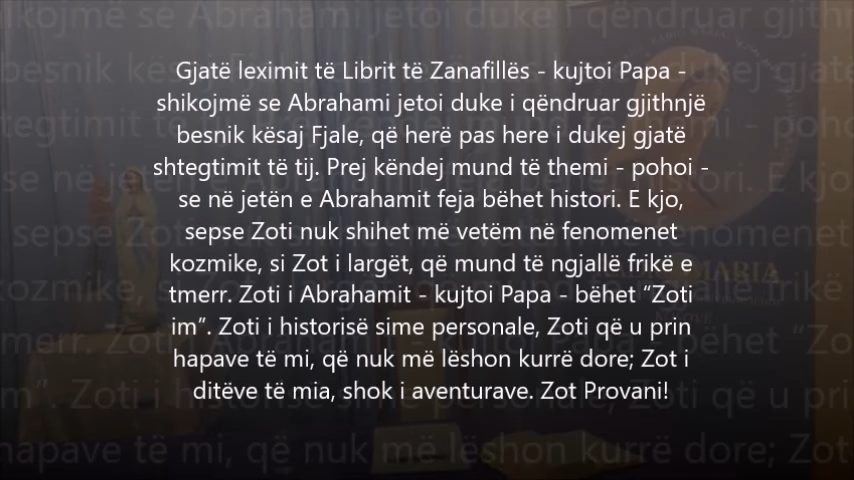 Gjatë leximit të Librit të Zanafillës - kujtoi Papa -
shikojmë se Abrahami jetoi duke i qëndruar gjithnjë
besnik kësaj Fjale, që herë pas here i dukej gjatë
shtegtimit të tij. Prej këndej mund të themi - pohoi -
se në jetën e Abrahamit feja bëhet histori. E kjo,
sepse Zoti nuk shihet më vetëm në fenomenet
kozmike, si Zot i largët, që mund të ngjallë frikë e
tmerr. Zoti i Abrahamit - kujtoi Papa - bëhet “Zoti
im”. Zoti i historisë sime personale, Zoti që u prin
hapave të mi, që nuk më lëshon kurrë dore; Zot i
ditëve të mia, shok i aventurave. Zot Provani!
MARIA